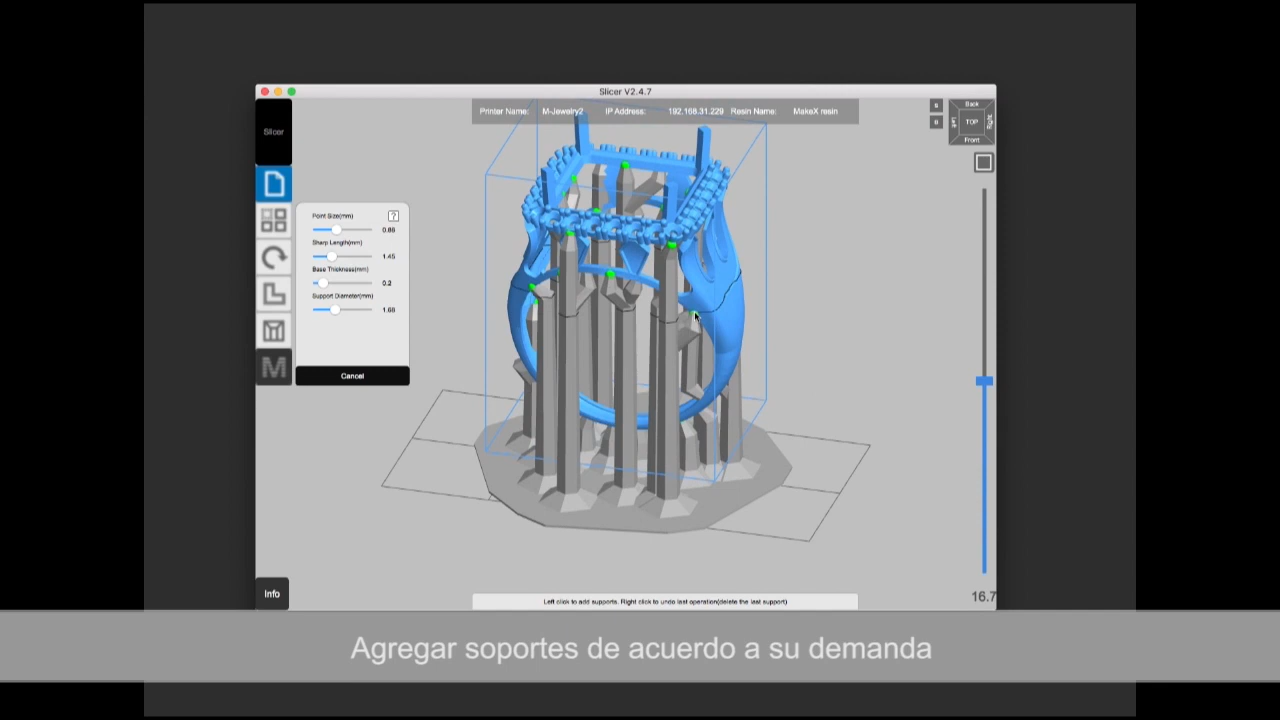 Slicer V2.4.7
Printer Name: M-Jewelry2 IP Address: 192.168.31.229 Resin Name: MakeX resin
Slicer
Back
Left
TOP
Right
Front
Point Size(mm) ?
0.86
Sharp Length(mm)
1.45
Base Thickness(mm)
0.2
Support Diameter(mm)
1.68
M
Cancel
Info
Left click to add supports. Right click to undo last operation(delete the last support)
16.7
Agregar soportes de acuerdo a su demanda